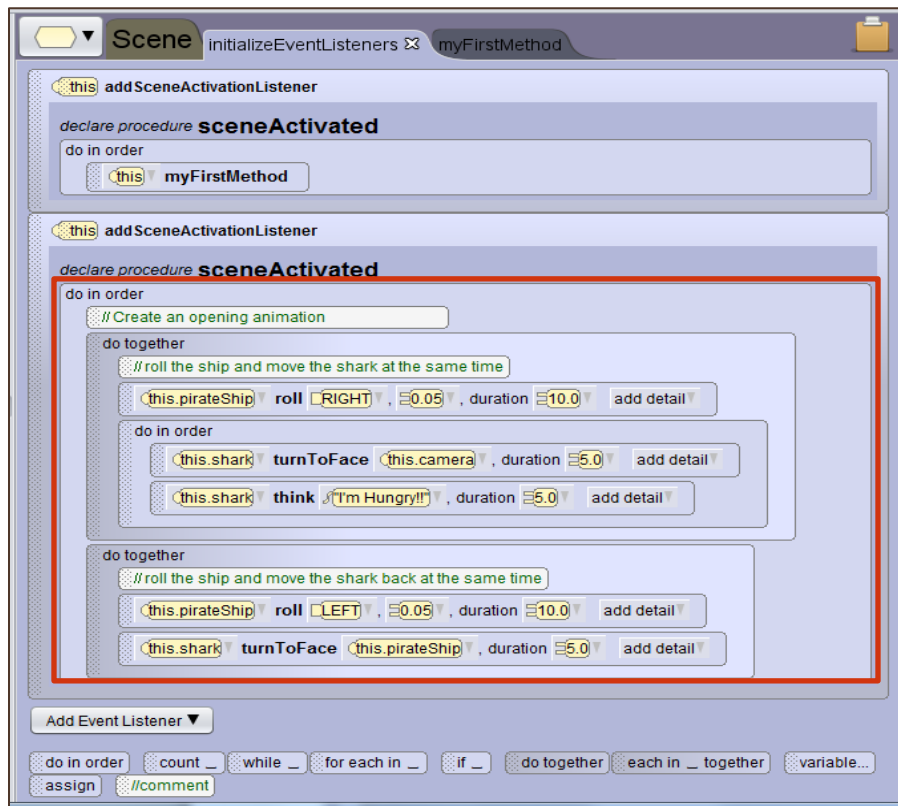 Scene initializeEventListeners myFirstMethod
this addSceneActivationListener
declare procedure sceneActivated
do in order
this myFirstMethod
this addSceneActivationListener
declare procedure sceneActivated
do in order
// Create an opening animation
do together
// roll the ship and move the shark at the same time
this.pirateShip roll RIGHT , 0.05 , duration 10.0 add detail
do in order
this.shark turnToFace this.camera , duration 5.0 add detail
this.shark think "I'm Hungry!!" , duration 5.0 add detail
do together
// roll the ship and move the shark back at the same time
this.pirateShip roll LEFT , 0.05 , duration 10.0 add detail
this.shark turnToFace this.pirateShip , duration 5.0 add detail
Add Event Listener
do in order count _ while _ for each in _ if _ do together each in _ together variable...
assign //comment